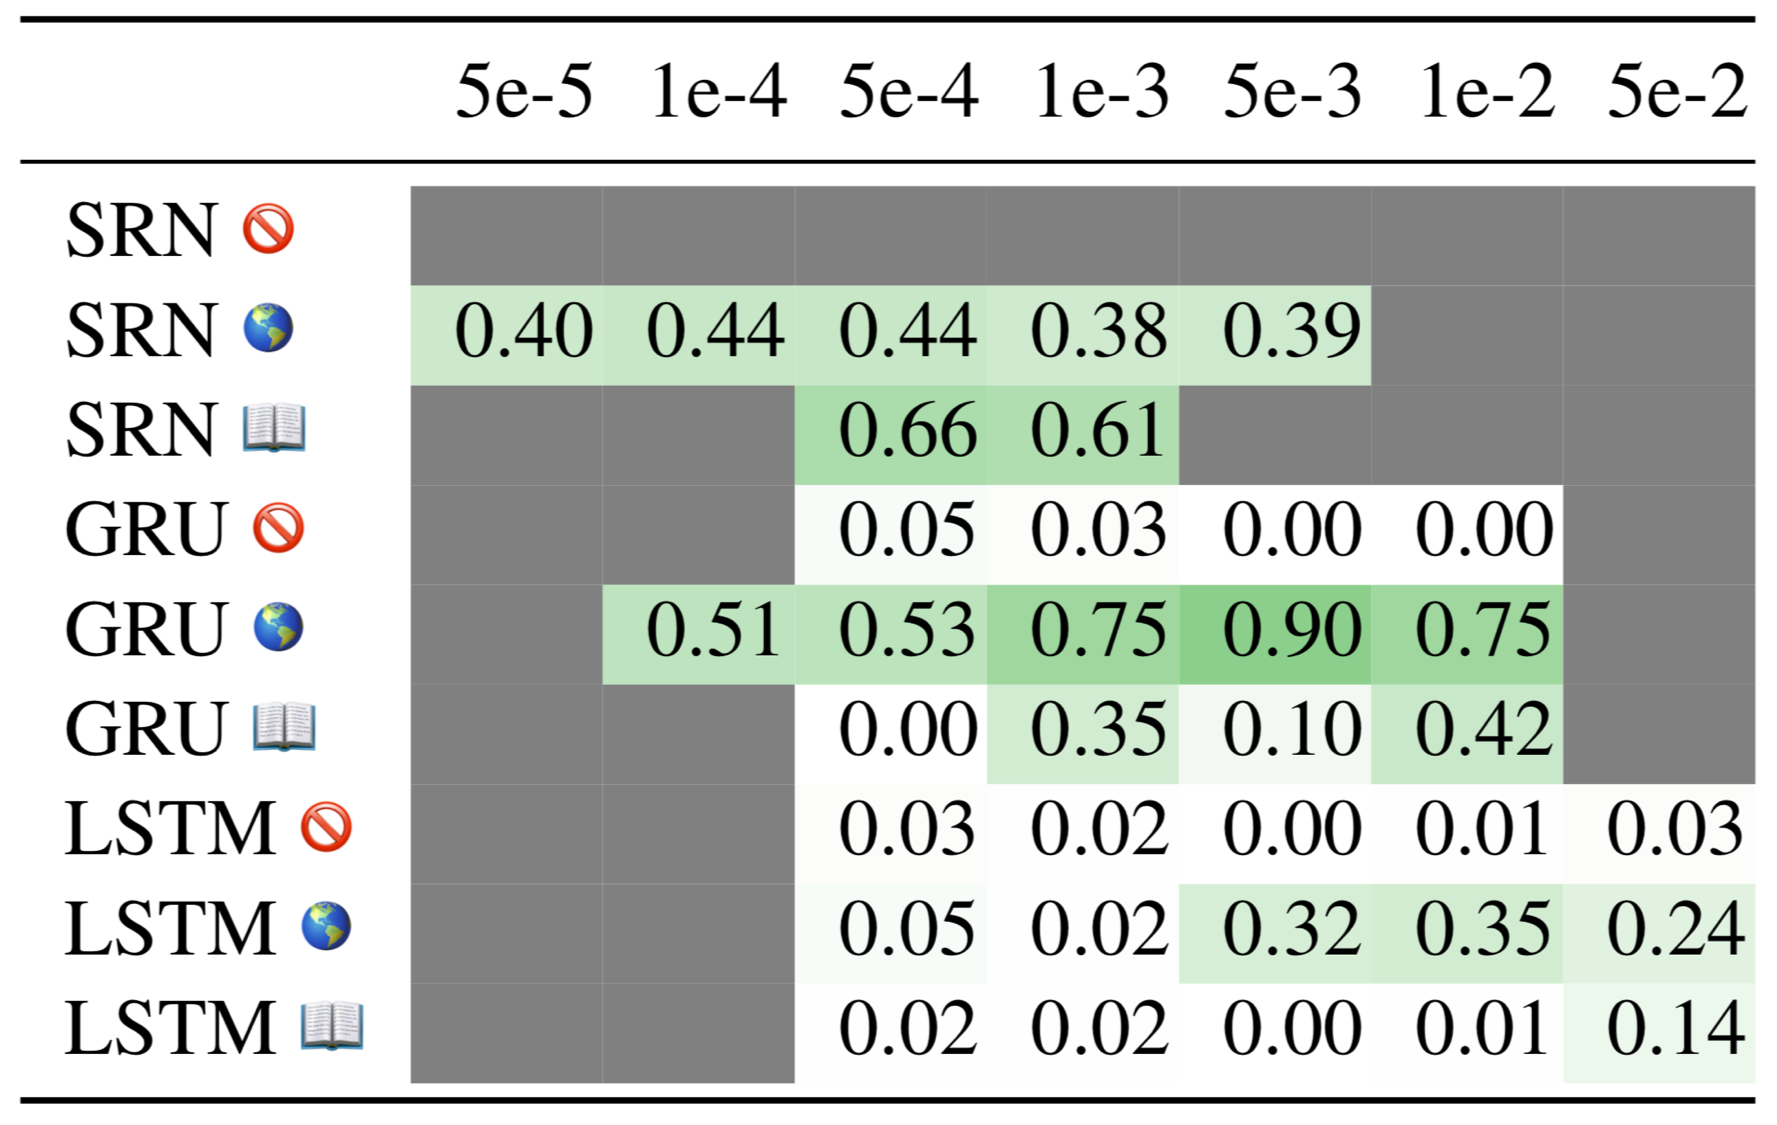 5e-5 1e-4 5e-4 1e-3 5e-3 1e-2 5e-2
SRN 🚫
SRN 🌎 0.40 0.44 0.44 0.38 0.39
SRN 📖 0.66 0.61
GRU 🚫 0.05 0.03 0.00 0.00
GRU 🌎 0.51 0.53 0.75 0.90 0.75
GRU 📖 0.00 0.35 0.10 0.42
LSTM 🚫 0.03 0.02 0.00 0.01 0.03
LSTM 🌎 0.05 0.02 0.32 0.35 0.24
LSTM 📖 0.02 0.02 0.00 0.01 0.14